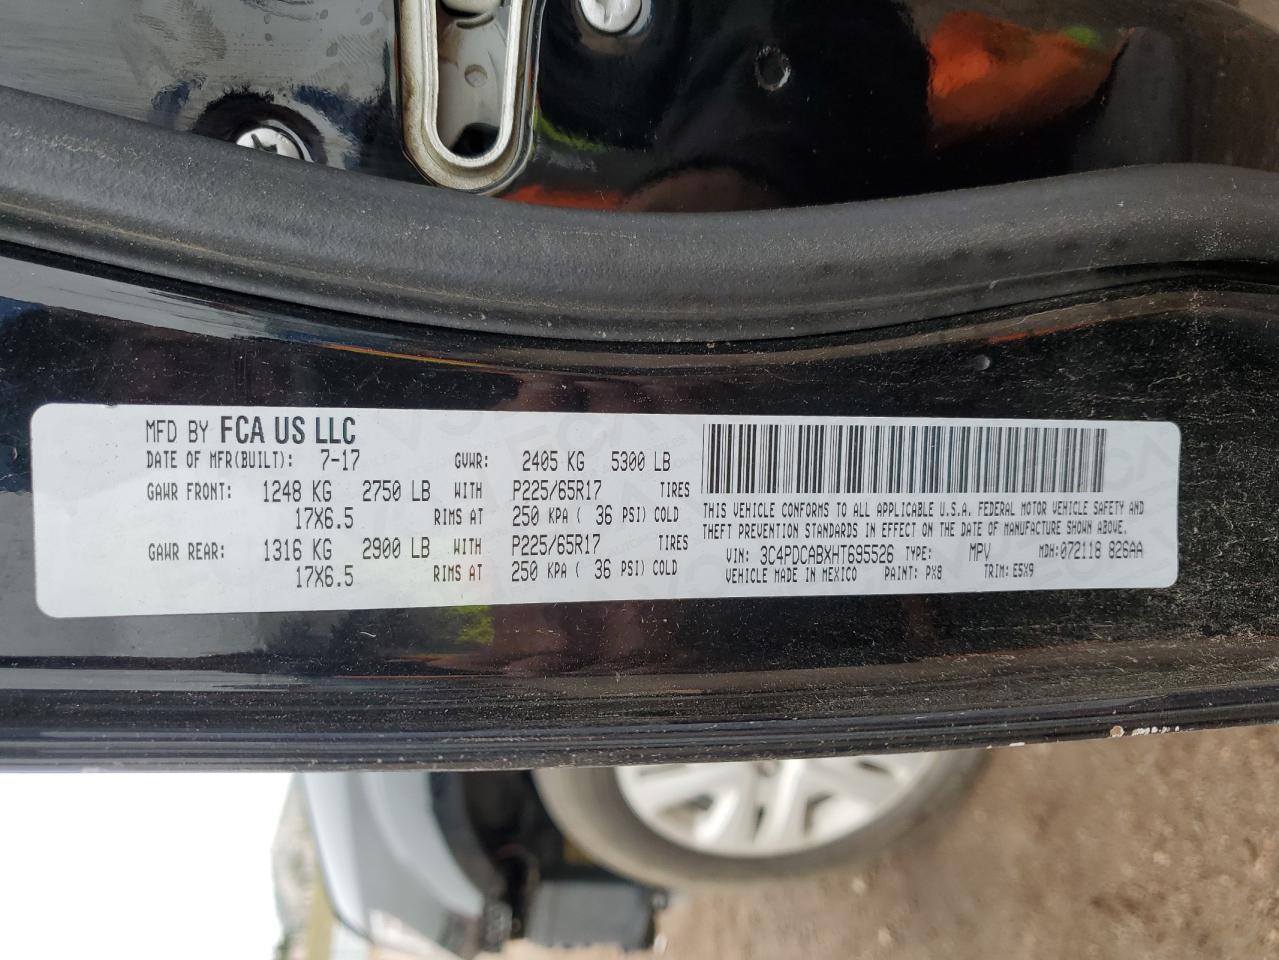 MFD BY FCA US LLC
DATE OF MFR(BUILT): 7-17 GVWR: 2405 KG 5300 LB
GAWR FRONT: 1248 KG 2750 LB WITH P225/65R17 TIRES
17X6.5 RIMS AT 250 KPA ( 36 PSI) COLD
GAWR REAR: 1316 KG 2900 LB WITH P225/65R17 TIRES
17X6.5 RIMS AT 250 KPA ( 36 PSI) COLD
THIS VEHICLE CONFORMS TO ALL APPLICABLE U.S.A. FEDERAL MOTOR VEHICLE SAFETY AND
THEFT PREVENTION STANDARDS IN EFFECT ON THE DATE OF MANUFACTURE SHOWN ABOVE.
VIN: 3C4PDCABXHT695526 TYPE: MPV MDH: 072118 826AA
VEHICLE MADE IN MEXICO PAINT: PX8 TRIM: E5X9